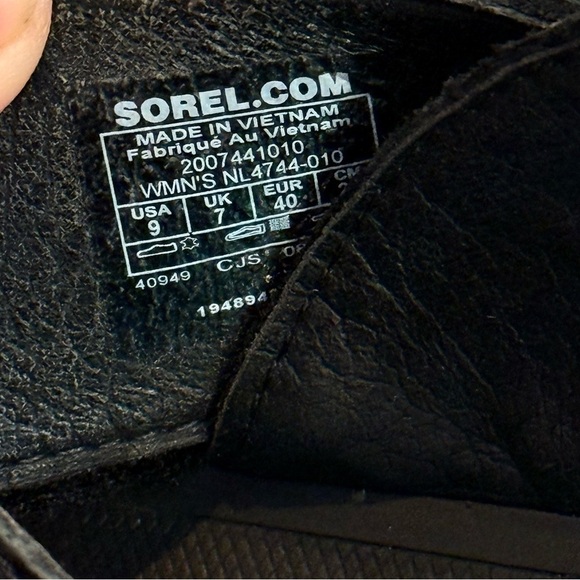 SOREL.COM
MADE IN VIETNAM
Fabriqué Au Vietnam
2007441010
WMN'S NL4744-010
USA UK EUR CM
9 7 40
40949 CJS